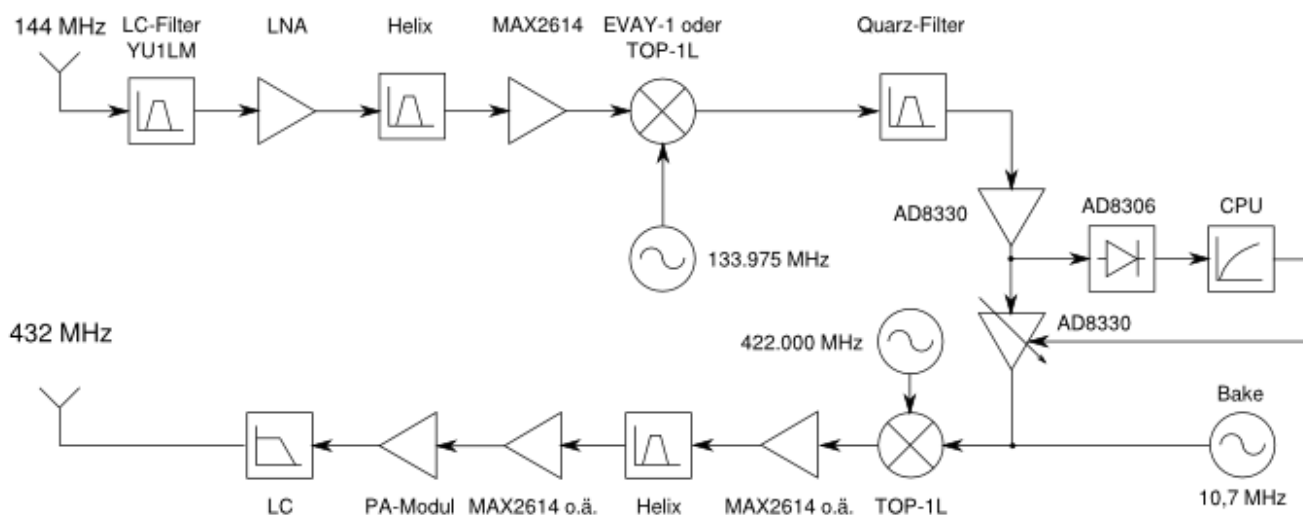 144 MHz
LC-Filter
YU1LM
LNA
Helix
MAX2614
EVAY-1 oder
TOP-1L
Quarz-Filter
133.975 MHz
AD8330
AD8306
CPU
AD8330
432 MHz
422.000 MHz
Bake
10,7 MHz
LC
PA-Modul
MAX2614 o.ä.
Helix
MAX2614 o.ä.
TOP-1L